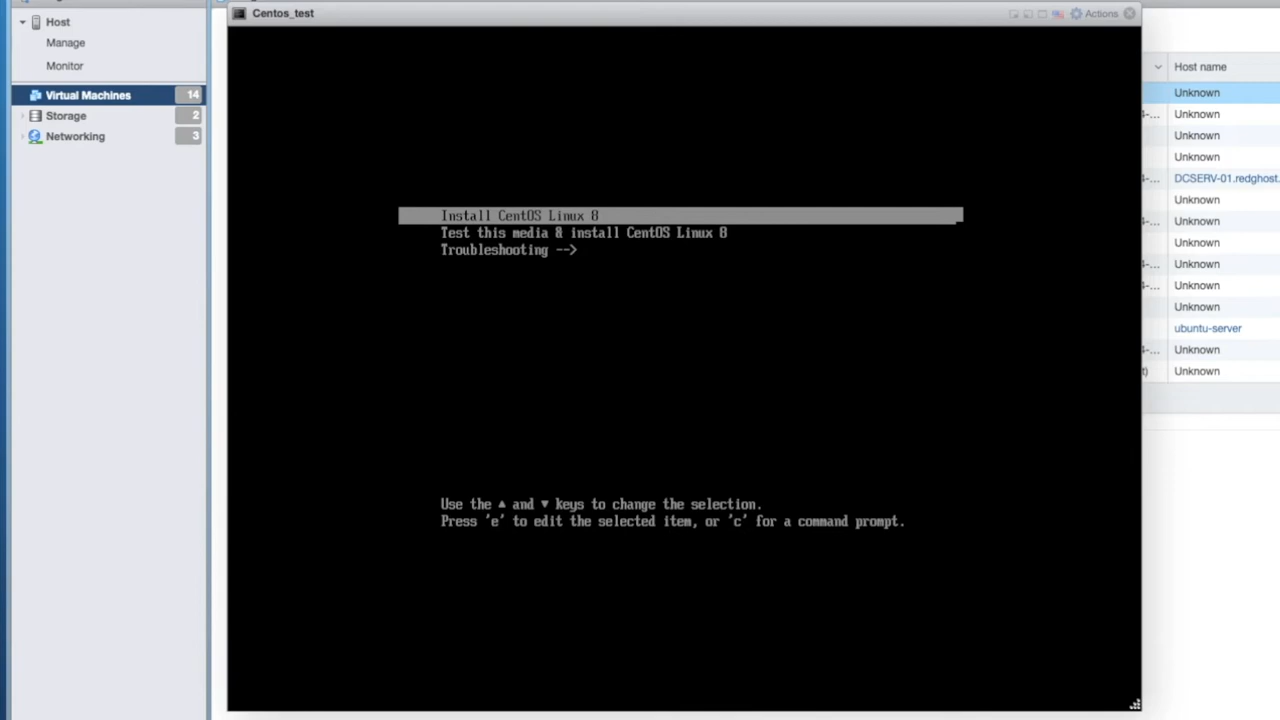 Host
Manage
Monitor
Virtual Machines 14
Storage 2
Networking 3
Centos_test
Actions
Install CentOS Linux 8
Test this media & install CentOS Linux 8
Troubleshooting -->
Use the ▲ and ▼ keys to change the selection.
Press 'e' to edit the selected item, or 'c' for a command prompt.
Host name
Unknown
Unknown
Unknown
Unknown
DCSERV-01.redghost.
Unknown
Unknown
Unknown
Unknown
Unknown
Unknown
ubuntu-server
Unknown
Unknown